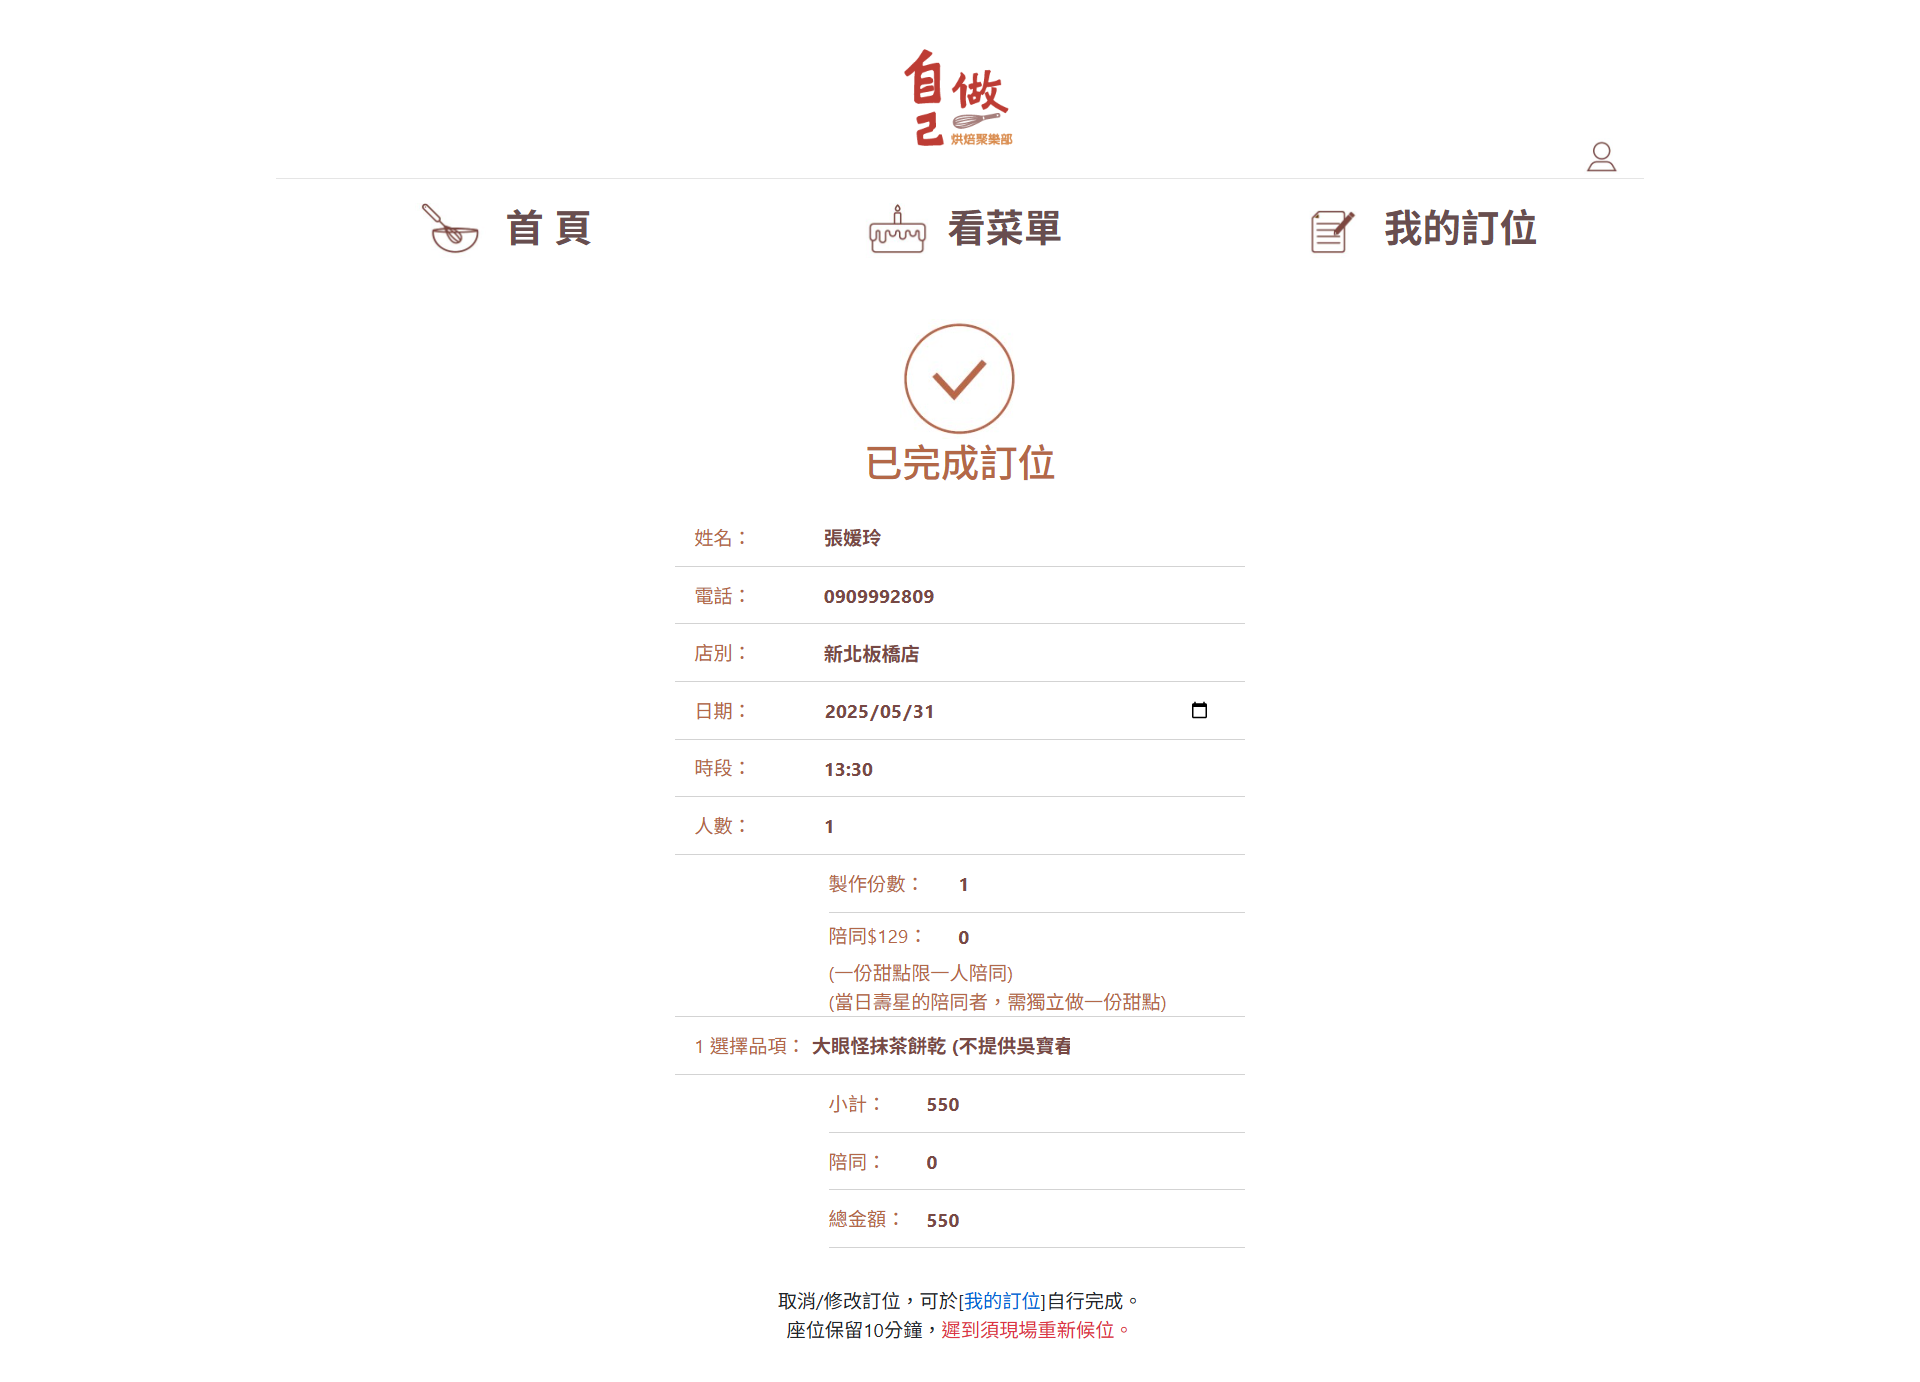 自己做
烘焙聚樂部
首 頁
看菜單
我的訂位
已完成訂位
姓名： 張媛玲
電話： 0909992809
店別： 新北板橋店
日期： 2025/05/31
時段： 13:30
人數： 1
製作份數： 1
陪同$129： 0
(一份甜點限一人陪同)
(當日壽星的陪同者，需獨立做一份甜點)
1 選擇品項： 大眼怪抹茶餅乾 (不提供吳寶春
小計： 550
陪同： 0
總金額： 550
取消/修改訂位，可於[我的訂位]自行完成。
座位保留10分鐘，遲到須現場重新候位。